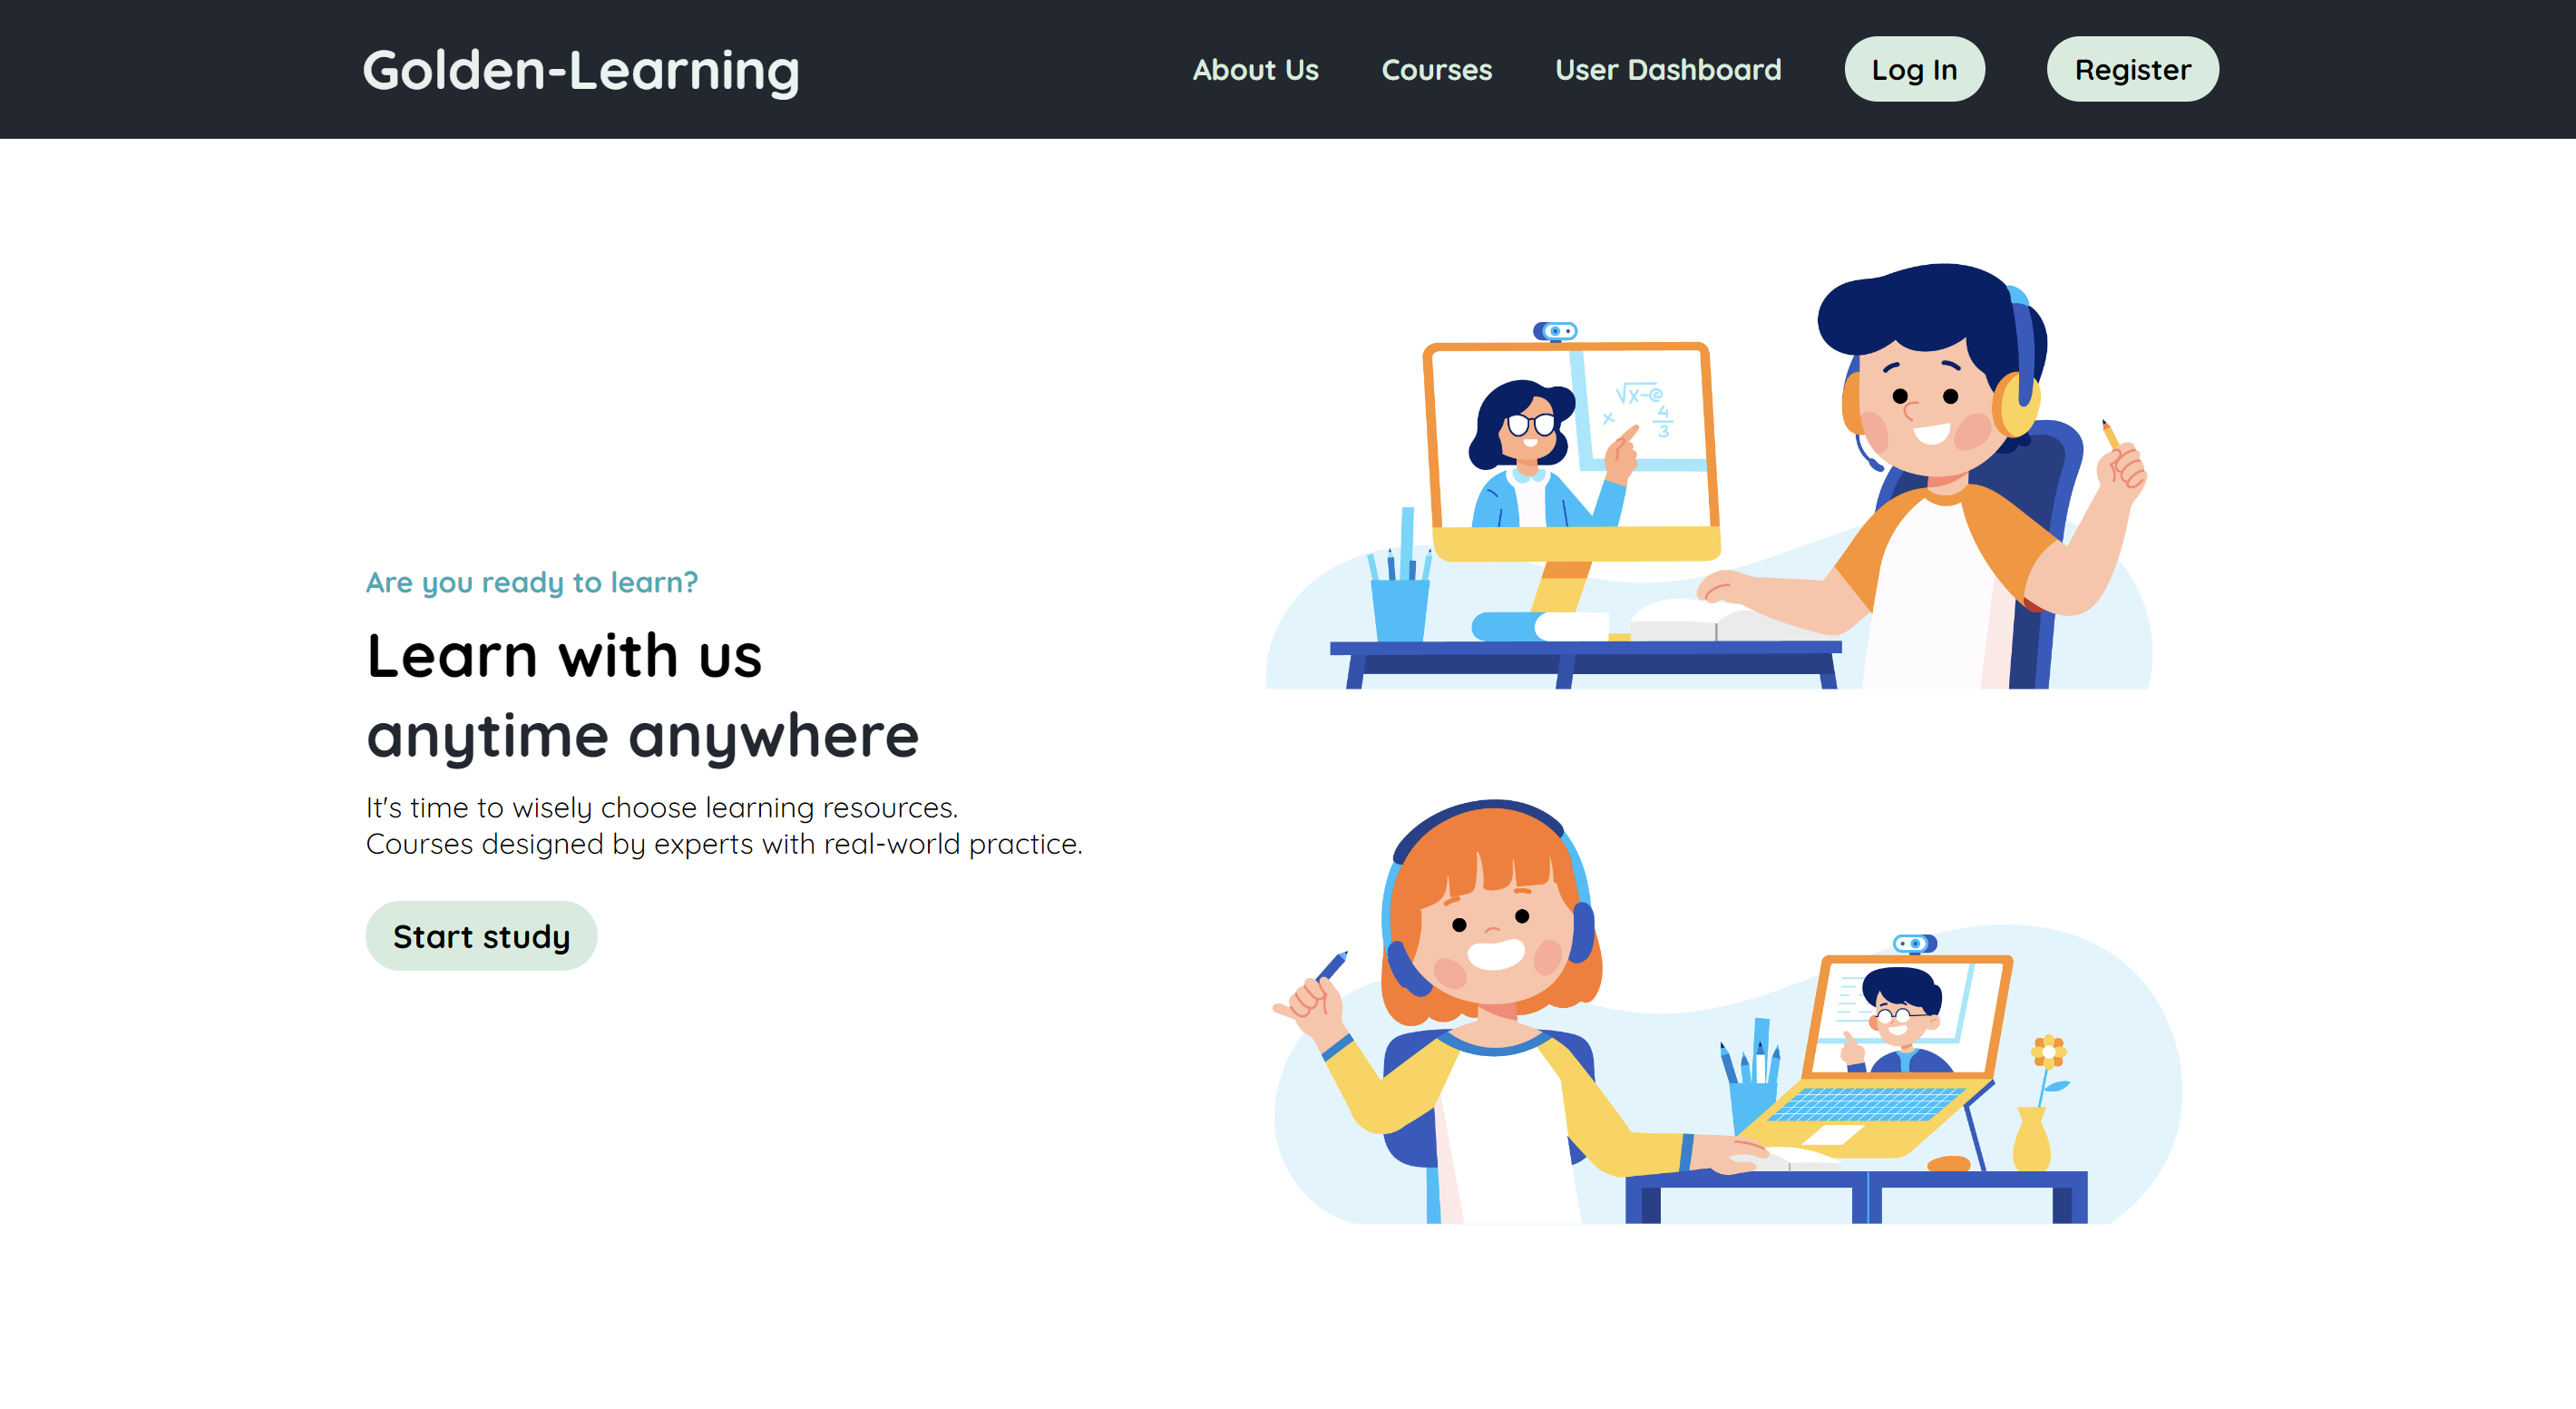 Golden-Learning
About Us Courses User Dashboard Log In Register
Are you ready to learn?
Learn with us
anytime anywhere
It's time to wisely choose learning resources.
Courses designed by experts with real-world practice.
Start study
√x-@
x 4
3